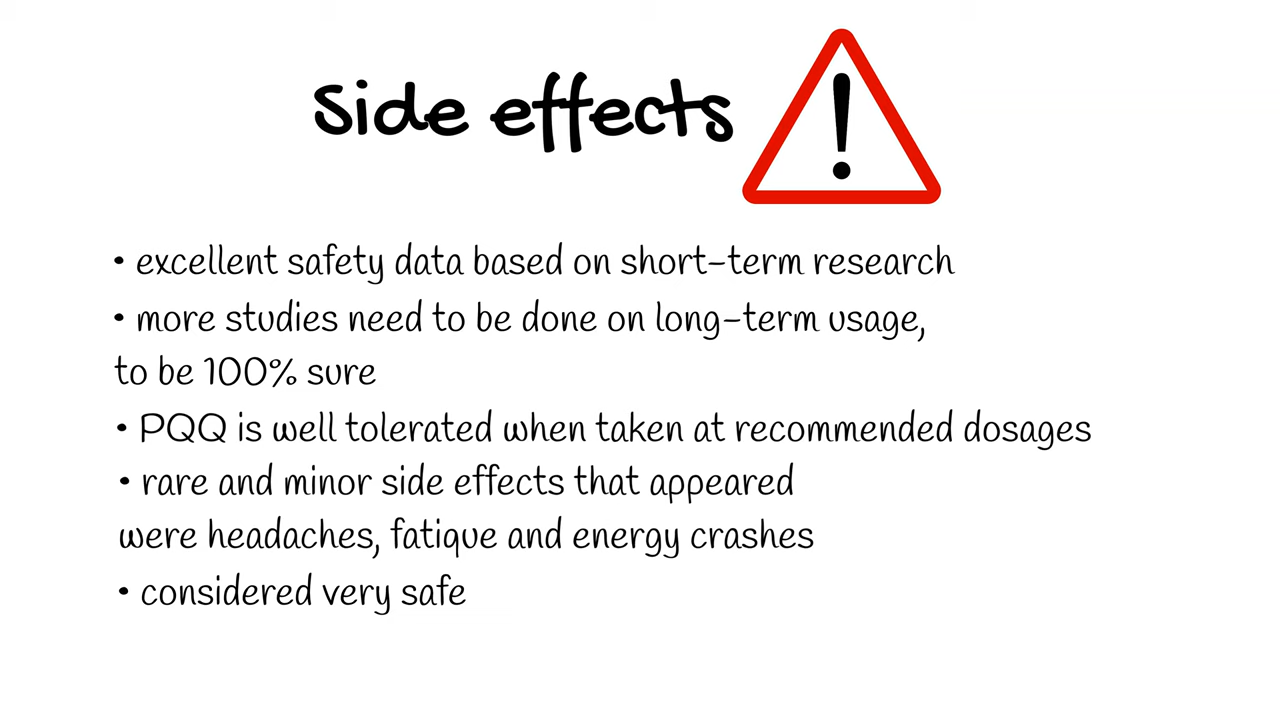 Side effects
• excellent safety data based on short-term research
• more studies need to be done on long-term usage,
to be 100% sure
• PQQ is well tolerated when taken at recommended dosages
• rare and minor side effects that appeared
were headaches, fatique and energy crashes
• considered very safe